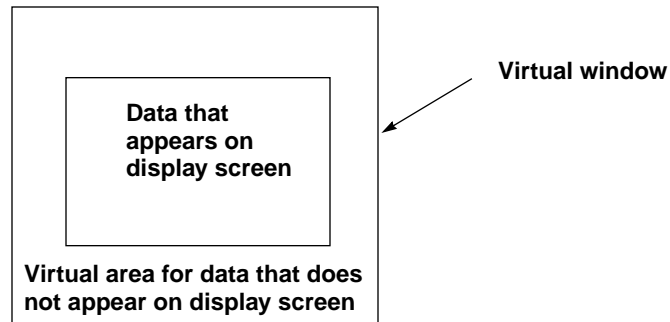 Virtual window
Data that
appears on
display screen
Virtual area for data that does
not appear on display screen